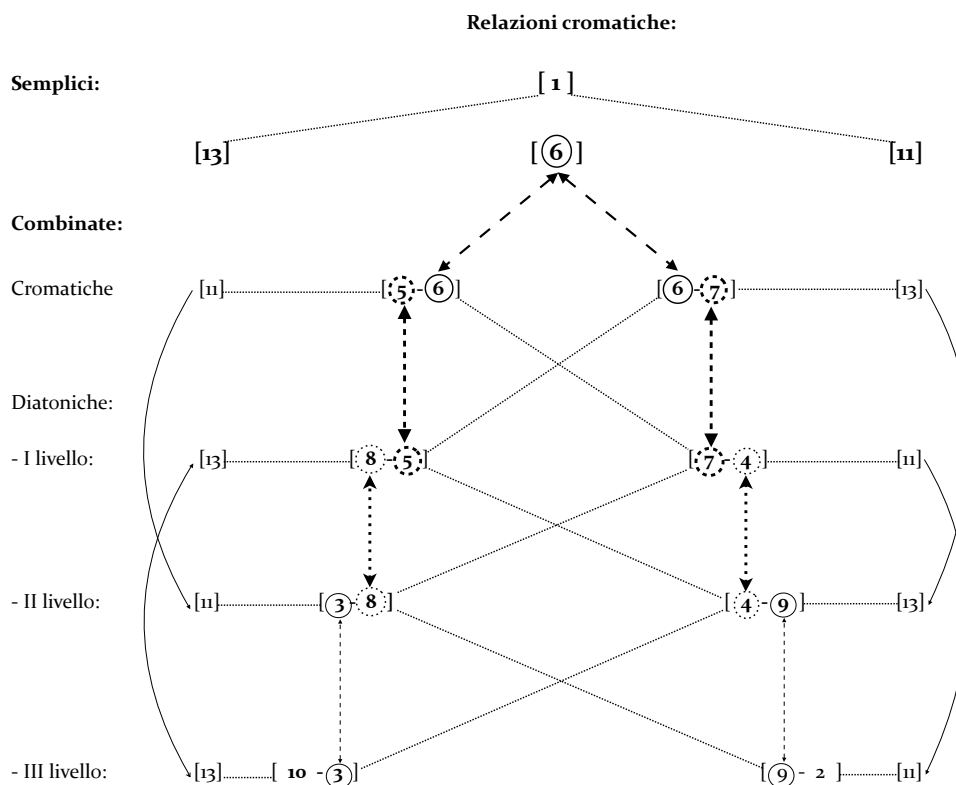 Relazioni cromatiche:
Semplici: [ 1 ]
[13] [6] [11]
Combinate:
Cromatiche [11] [5-6] [6-7] [13]
Diatoniche:
- I livello: [13] [8-5] [7-4] [11]
- II livello: [11] [3-8] [4-9] [13]
- III livello: [13] [ 10 -3] [9- 2 ] [11]